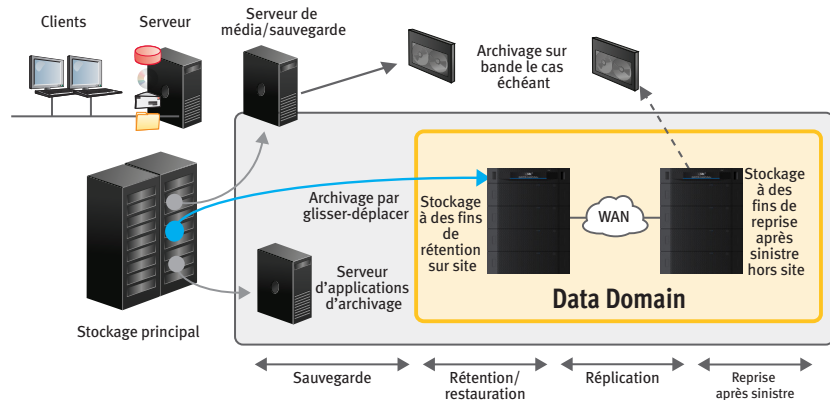 Clients
Serveur
Serveur de
média/sauvegarde
Archivage sur
bande le cas
échéant
Archivage par
glisser-déplacer
Stockage
à des fins
de
rétention
sur site
WAN
Stockage
à des
fins de
reprise
après
sinistre
hors site
Serveur
d'applications
d'archivage
Data Domain
Stockage principal
Sauvegarde
Rétention/
restauration
Réplication
Reprise
après sinistre